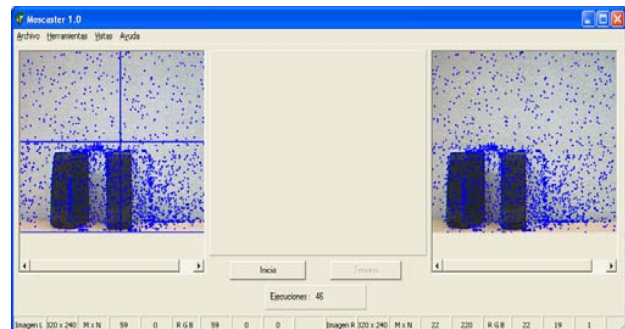 Moscaster 1.0
Archivo Herramientas Vistas Ayuda
Inicia Termina
Ejecuciones: 46
Imagen L 320 x 240 M x N 59 0 R G B 59 0 0 Imagen R 320 x 240 M x N 22 220 R G B 22 19 1